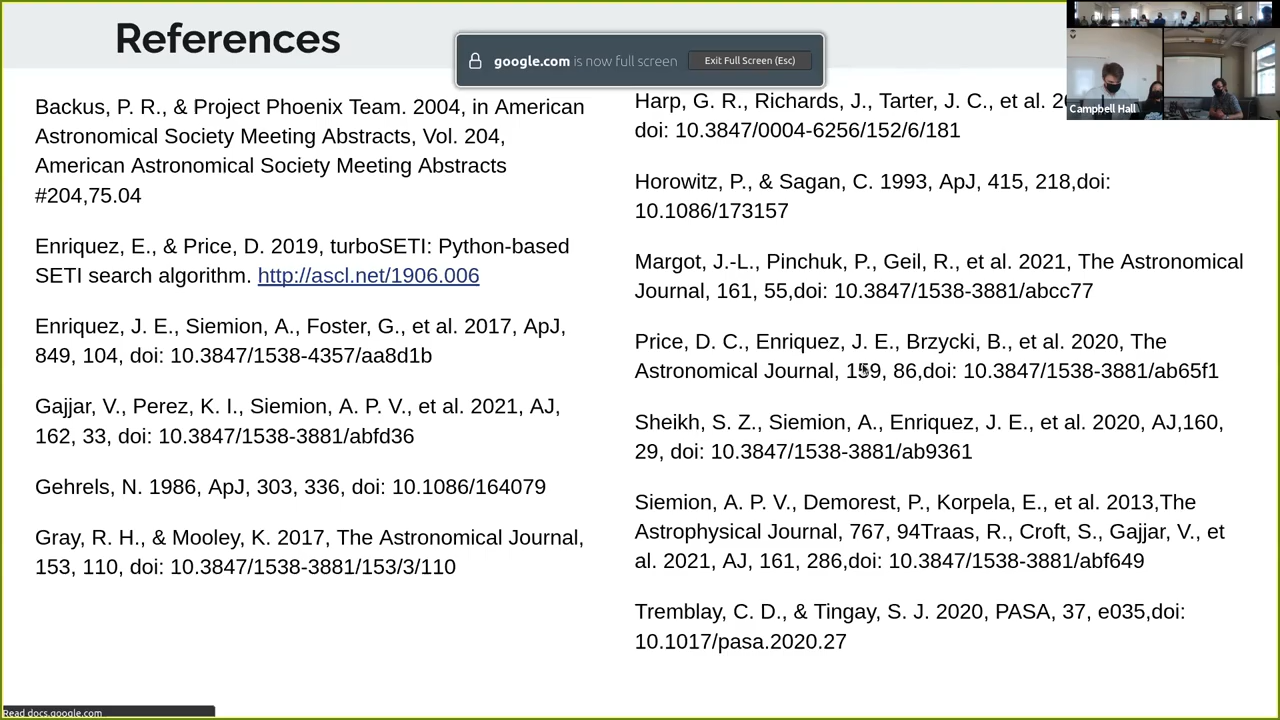 References
google.com is now full screen
Exit Full Screen (Esc)
Campbell Hall
Backus, P. R., & Project Phoenix Team. 2004, in American
Astronomical Society Meeting Abstracts, Vol. 204,
American Astronomical Society Meeting Abstracts
#204,75.04
Enriquez, E., & Price, D. 2019, turboSETI: Python-based
SETI search algorithm. http://ascl.net/1906.006
Enriquez, J. E., Siemion, A., Foster, G., et al. 2017, ApJ,
849, 104, doi: 10.3847/1538-4357/aa8d1b
Gajjar, V., Perez, K. I., Siemion, A. P. V., et al. 2021, AJ,
162, 33, doi: 10.3847/1538-3881/abfd36
Gehrels, N. 1986, ApJ, 303, 336, doi: 10.1086/164079
Gray, R. H., & Mooley, K. 2017, The Astronomical Journal,
153, 110, doi: 10.3847/1538-3881/153/3/110
Harp, G. R., Richards, J., Tarter, J. C., et al.
doi: 10.3847/0004-6256/152/6/181
Horowitz, P., & Sagan, C. 1993, ApJ, 415, 218,doi:
10.1086/173157
Margot, J.-L., Pinchuk, P., Geil, R., et al. 2021, The Astronomical
Journal, 161, 55,doi: 10.3847/1538-3881/abcc77
Price, D. C., Enriquez, J. E., Brzycki, B., et al. 2020, The
Astronomical Journal, 159, 86,doi: 10.3847/1538-3881/ab65f1
Sheikh, S. Z., Siemion, A., Enriquez, J. E., et al. 2020, AJ,160,
29, doi: 10.3847/1538-3881/ab9361
Siemion, A. P. V., Demorest, P., Korpela, E., et al. 2013,The
Astrophysical Journal, 767, 94Traas, R., Croft, S., Gajjar, V., et
al. 2021, AJ, 161, 286,doi: 10.3847/1538-3881/abf649
Tremblay, C. D., & Tingay, S. J. 2020, PASA, 37, e035,doi:
10.1017/pasa.2020.27
Read docs.google.com